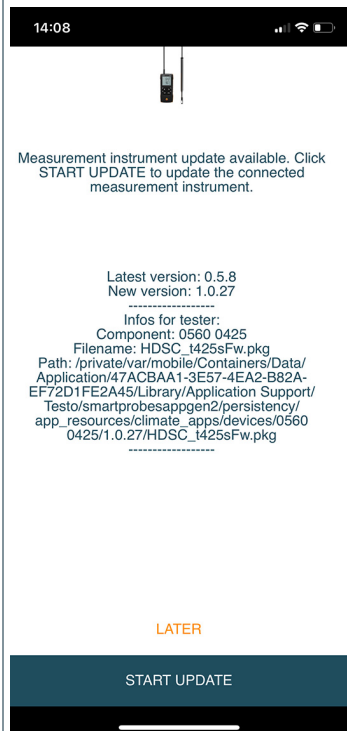 14:08
Measurement instrument update available. Click
START UPDATE to update the connected
measurement instrument.
Latest version: 0.5.8
New version: 1.0.27
------------------
Infos for tester:
Component: 0560 0425
Filename: HDSC_t425sFw.pkg
Path: /private/var/mobile/Containers/Data/
Application/47ACBAA1-3E57-4EA2-B82A-
EF72D1FE2A45/Library/Application Support/
Testo/smartprobesappgen2/persistency/
app_resources/climate_apps/devices/0560
0425/1.0.27/HDSC_t425sFw.pkg
------------------
LATER
START UPDATE